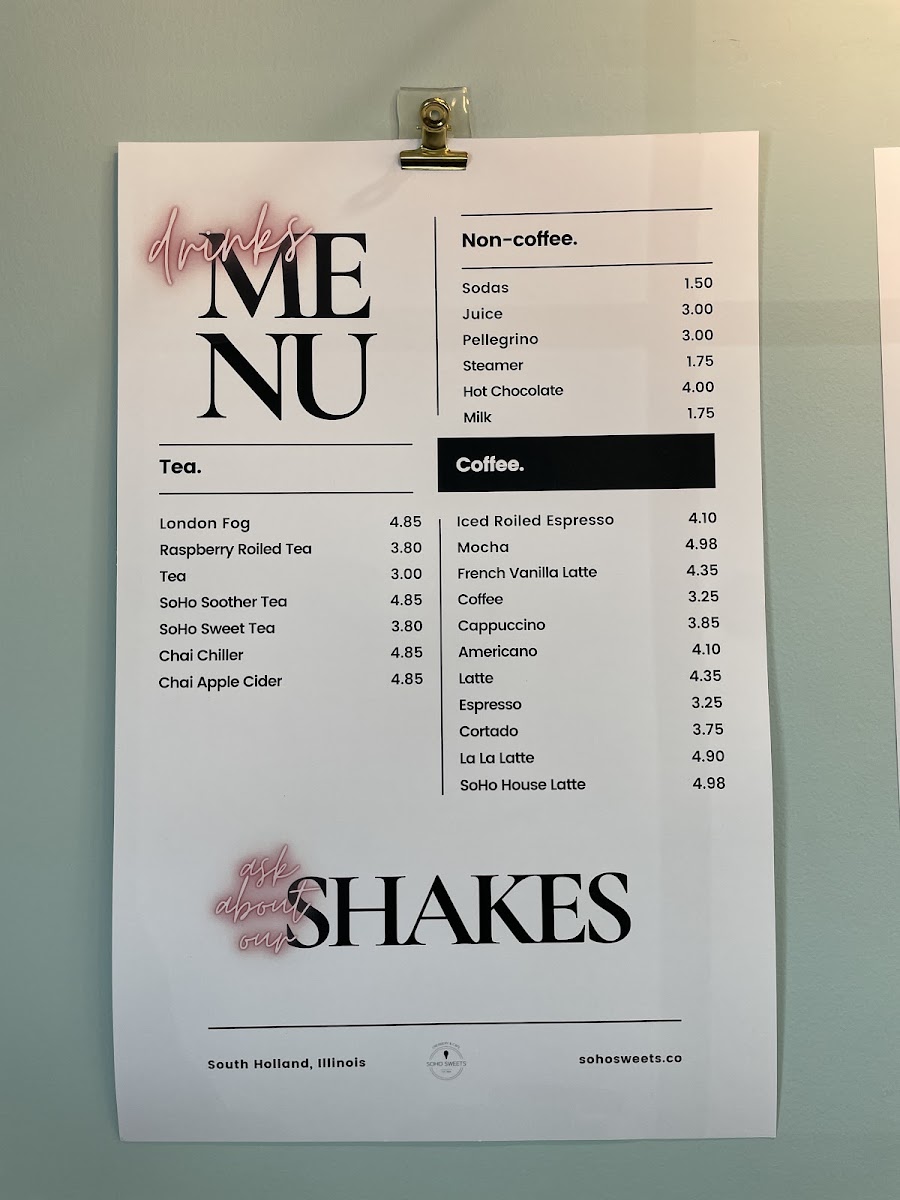 drinks
ME
NU
Non-coffee.
Sodas 1.50
Juice 3.00
Pellegrino 3.00
Steamer 1.75
Hot Chocolate 4.00
Milk 1.75
Tea.
London Fog 4.85
Raspberry Roiled Tea 3.80
Tea 3.00
SoHo Soother Tea 4.85
SoHo Sweet Tea 3.80
Chai Chiller 4.85
Chai Apple Cider 4.85
Coffee.
Iced Roiled Espresso 4.10
Mocha 4.98
French Vanilla Latte 4.35
Coffee 3.25
Cappuccino 3.85
Americano 4.10
Latte 4.35
Espresso 3.25
Cortado 3.75
La La Latte 4.90
SoHo House Latte 4.98
ask
about
our
SHAKES
South Holland, Illinois
SOHO SWEETS
sohosweets.co